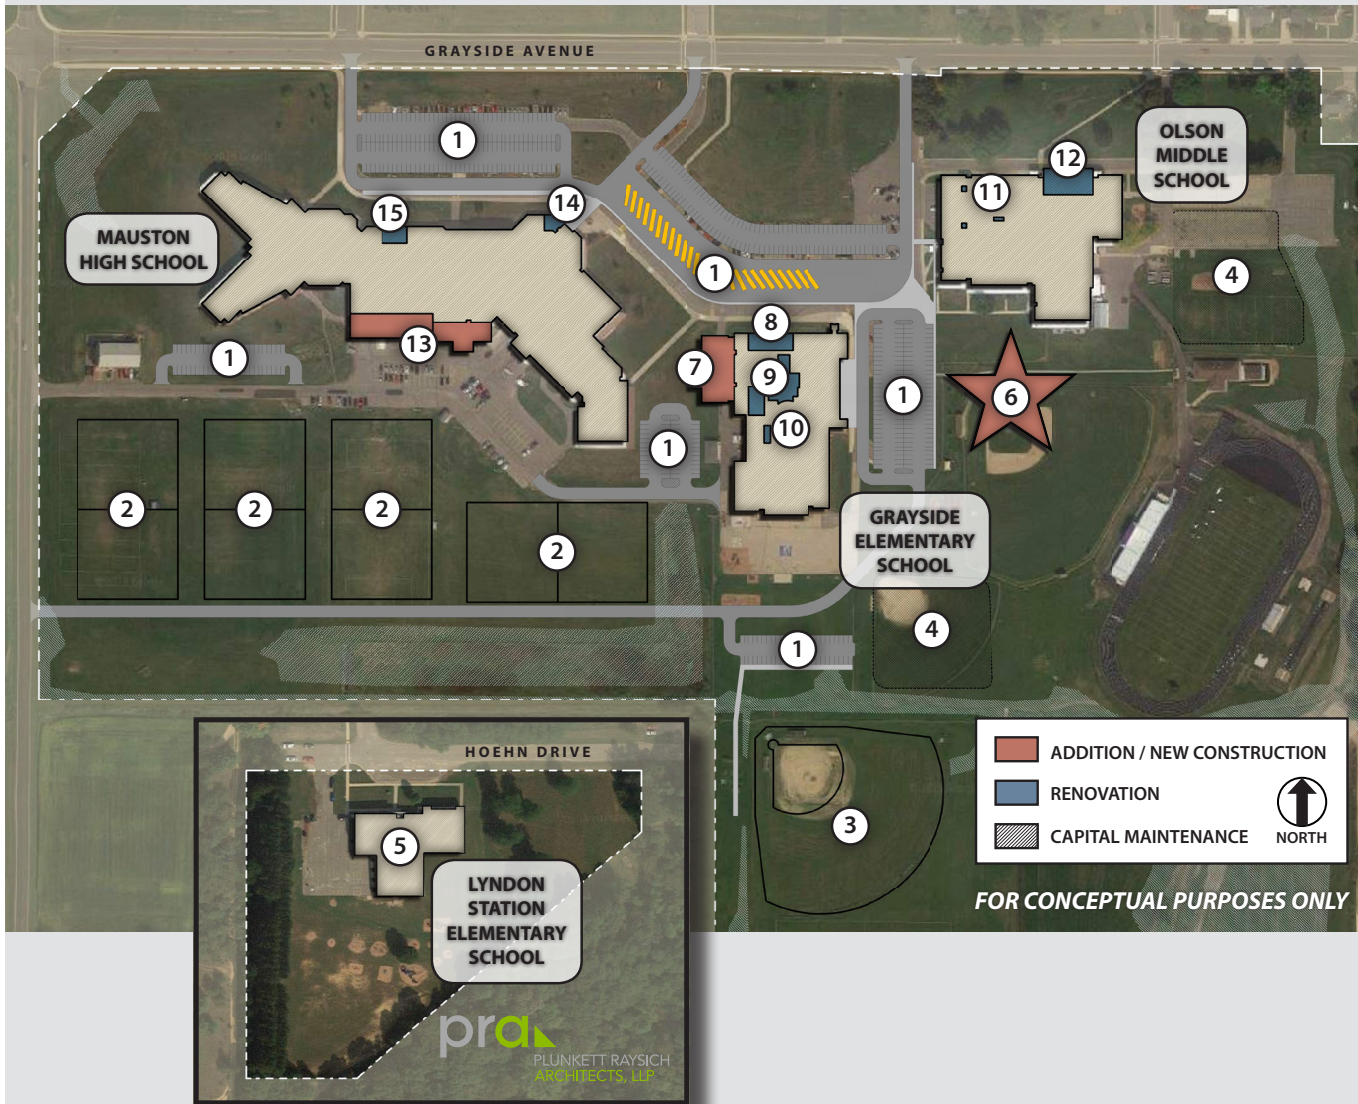 GRAYSIDE AVENUE
1
OLSON
MIDDLE
SCHOOL
12
11
14
15
MAUSTON
HIGH SCHOOL
1
4
8
13
1
7
9
1
6
10
1
2
2
2
2
GRAYSIDE
ELEMENTARY
SCHOOL
4
1
3
ADDITION / NEW CONSTRUCTION
RENOVATION
CAPITAL MAINTENANCE
NORTH
FOR CONCEPTUAL PURPOSES ONLY
HOEHN DRIVE
5
LYNDON
STATION
ELEMENTARY
SCHOOL
pra
PLUNKETT RAYSICH
ARCHITECTS, LLP